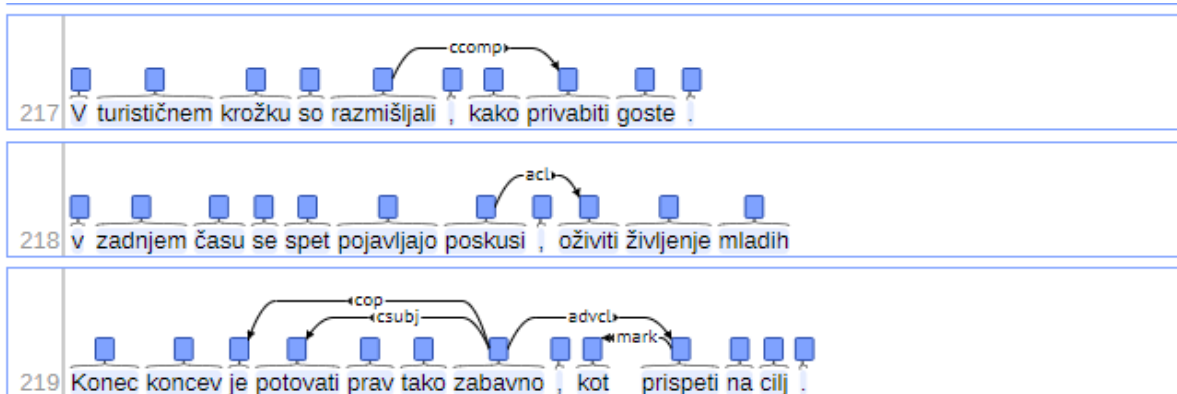 ccomp
217 V turističnem krožku so razmišljali , kako privabiti goste .
acl
218 v zadnjem času se spet pojavljajo poskusi , oživiti življenje mladih
cop
csubj advcl
mark
219 Konec koncev je potovati prav tako zabavno , kot prispeti na cilj .